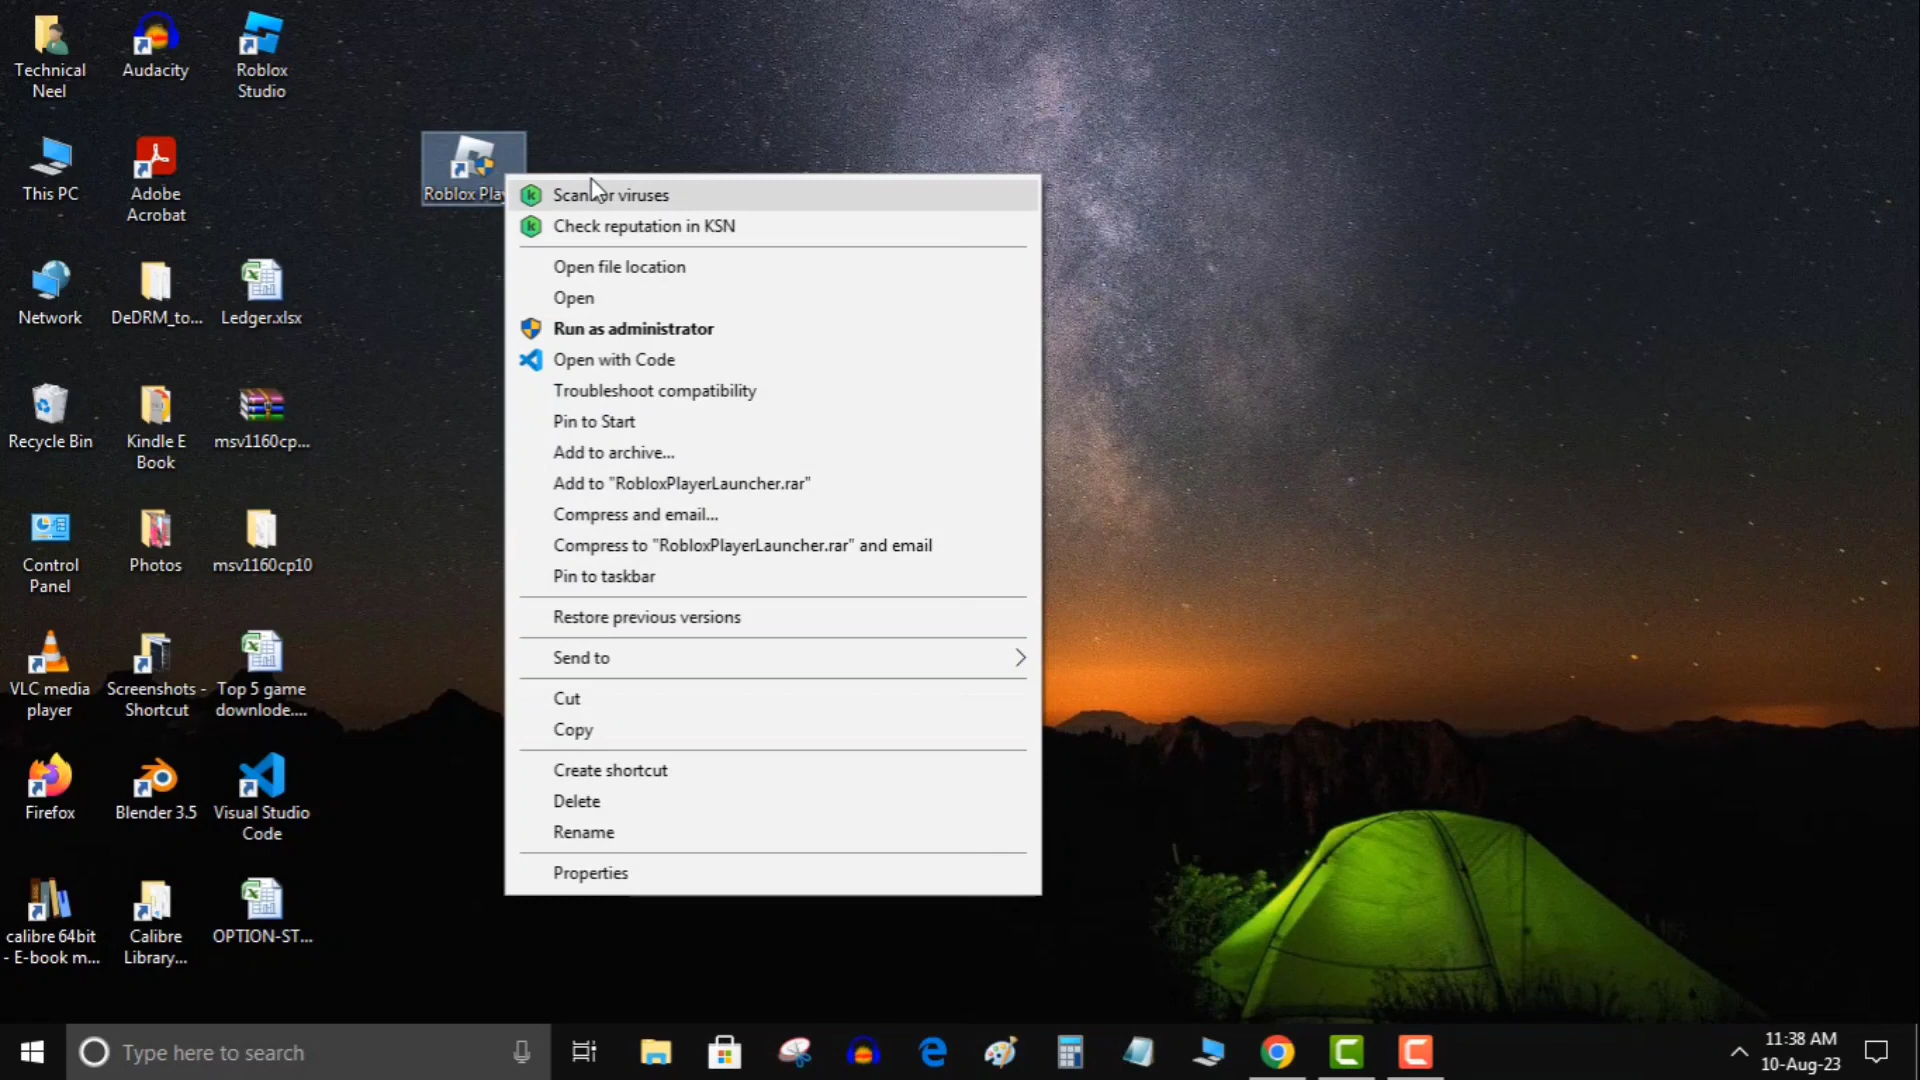 Technical
Neel
Audacity
Roblox
Studio
This PC
Adobe
Acrobat
Roblox Play
Network
DeDRM_to...
Ledger.xlsx
Recycle Bin
Kindle E
Book
msv1160cp...
Control
Panel
Photos
msv1160cp10
VLC media
player
Screenshots -
Shortcut
Top 5 game
downlode....
Firefox
Blender 3.5
Visual Studio
Code
calibre 64bit
- E-book m...
Calibre
Library...
OPTION-ST...
Scan for viruses
Check reputation in KSN
Open file location
Open
Run as administrator
Open with Code
Troubleshoot compatibility
Pin to Start
Add to archive...
Add to "RobloxPlayerLauncher.rar"
Compress and email...
Compress to "RobloxPlayerLauncher.rar" and email
Pin to taskbar
Restore previous versions
Send to
Cut
Copy
Create shortcut
Delete
Rename
Properties
Type here to search
11:38 AM
10-Aug-23